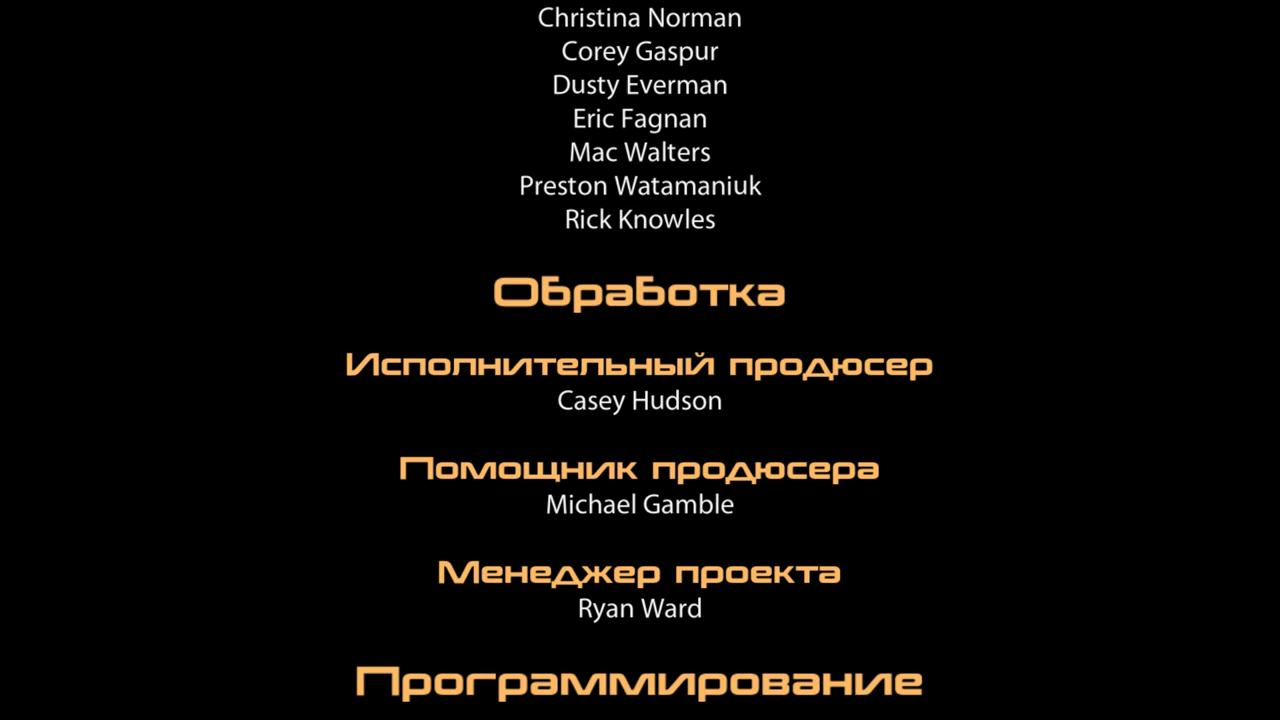 Christina Norman
Corey Gaspur
Dusty Everman
Eric Fagnan
Mac Walters
Preston Watamaniuk
Rick Knowles
Обработка
Исполнительный продюсер
Casey Hudson
Помощник продюсера
Michael Gamble
Менеджер проекта
Ryan Ward
Программирование